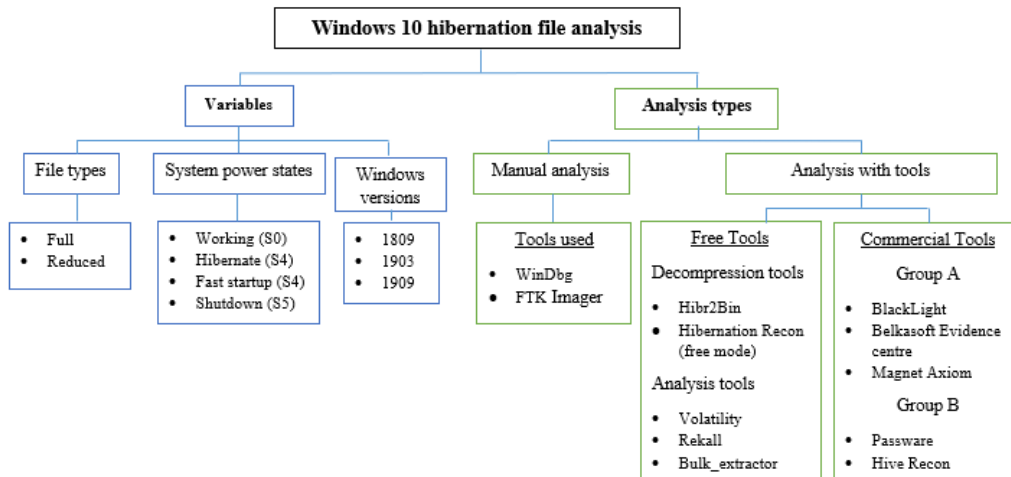 Windows 10 hibernation file analysis
Variables
Analysis types
File types
System power states
Windows
versions
Manual analysis
Analysis with tools
• Full
• Reduced
• Working (S0)
• Hibernate (S4)
• Fast startup (S4)
• Shutdown (S5)
• 1809
• 1903
• 1909
Tools used
• WinDbg
• FTK Imager
Free Tools
Decompression tools
• Hibr2Bin
• Hibernation Recon
(free mode)
Analysis tools
• Volatility
• Rekall
• Bulk_extractor
Commercial Tools
Group A
• BlackLight
• Belkasoft Evidence
centre
• Magnet Axiom
Group B
• Passware
• Hive Recon